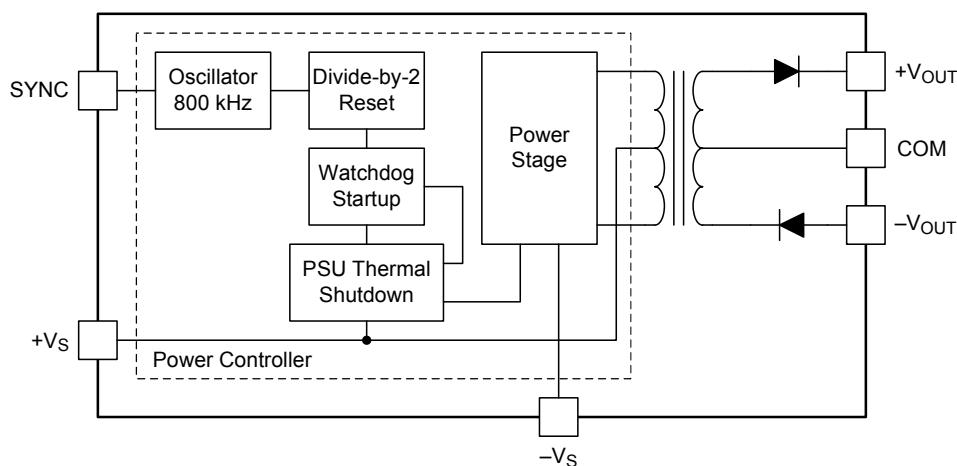 SYNC
Oscillator
800 kHz
Divide-by-2
Reset
Watchdog
Startup
PSU Thermal
Shutdown
Power
Stage
+VOUT
COM
–VOUT
+VS
Power Controller
–VS